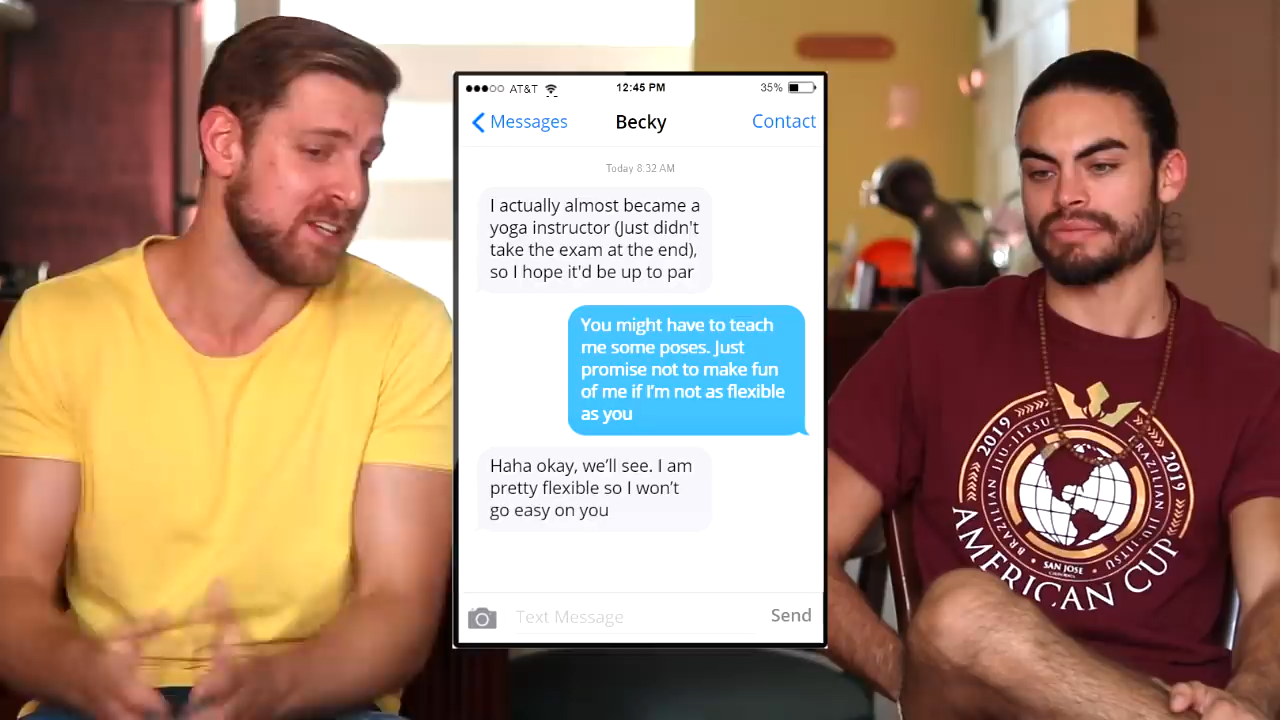 AT&T
12:45 PM
35%
Messages
Becky
Contact
Today 8.32 AM
I actually almost became a
yoga instructor (Just didn't
take the exam at the end),
so I hope it'd be up to par
You might have to teach
me some poses. Just
promise not to make fun
of me if I'm not as flexible
as you
Haha okay, we'll see. I am
pretty flexible so I won't
go easy on you
Text Message
Send
2019
BRAZILIAN JIU-JITSU
BRAZILIAN JIU-JITSU
2019
SAN JOSE
CALIFORNIA
AMERICAN CUP